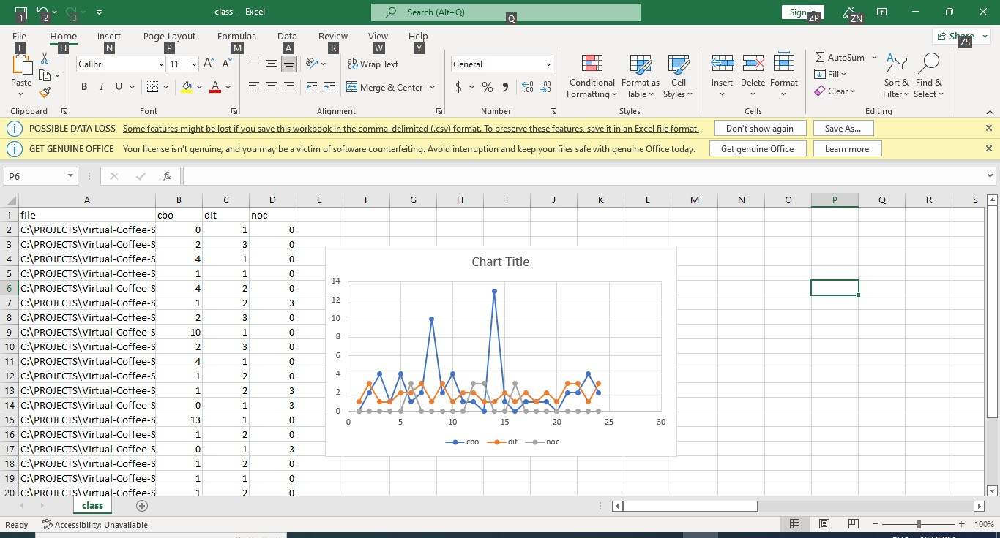 class - Excel
Search (Alt+Q)
Sign in
1 2 3 Q ZP ZN
File Home Insert Page Layout Formulas Data Review View Help Share
F H N P M A R W Y ZS
Paste Calibri 11 Wrap Text General Conditional Formatting Format as Table Cell Styles Insert Delete Format AutoSum Sort & Filter Find & Select
B I U Merge & Center $ % Fill
Clear
Clipboard Font Alignment Number Styles Cells Editing
POSSIBLE DATA LOSS Some features might be lost if you save this workbook in the comma-delimited (.csv) format. To preserve these features, save it in an Excel file format. Don't show again Save As...
GET GENUINE OFFICE Your license isn't genuine, and you may be a victim of software counterfeiting. Avoid interruption and keep your files safe with genuine Office today. Get genuine Office Learn more
P6 fx
A B C D E F G H I J K L M N O P Q R S
1 file cbo dit noc
2 C:\PROJECTS\Virtual-Coffee-S 0 1 0
3 C:\PROJECTS\Virtual-Coffee-S 2 3 0
4 C:\PROJECTS\Virtual-Coffee-S 4 1 0
5 C:\PROJECTS\Virtual-Coffee-S 1 1 0
6 C:\PROJECTS\Virtual-Coffee-S 4 2 0
7 C:\PROJECTS\Virtual-Coffee-S 1 2 3
8 C:\PROJECTS\Virtual-Coffee-S 2 3 0
9 C:\PROJECTS\Virtual-Coffee-S 10 1 0
10 C:\PROJECTS\Virtual-Coffee-S 2 3 0
11 C:\PROJECTS\Virtual-Coffee-S 4 1 0
12 C:\PROJECTS\Virtual-Coffee-S 1 2 0
13 C:\PROJECTS\Virtual-Coffee-S 1 2 3
14 C:\PROJECTS\Virtual-Coffee-S 0 1 3
15 C:\PROJECTS\Virtual-Coffee-S 13 1 0
16 C:\PROJECTS\Virtual-Coffee-S 1 2 0
17 C:\PROJECTS\Virtual-Coffee-S 0 1 3
18 C:\PROJECTS\Virtual-Coffee-S 1 2 0
19 C:\PROJECTS\Virtual-Coffee-S 1 1 0
20 C:\PROJECTS\Virtual-Coffee-S 1 2 0
Chart Title
14
12
10
8
6
4
2
0
0 5 10 15 20 25 30
cbo dit noc
class
Ready Accessibility: Unavailable 100%